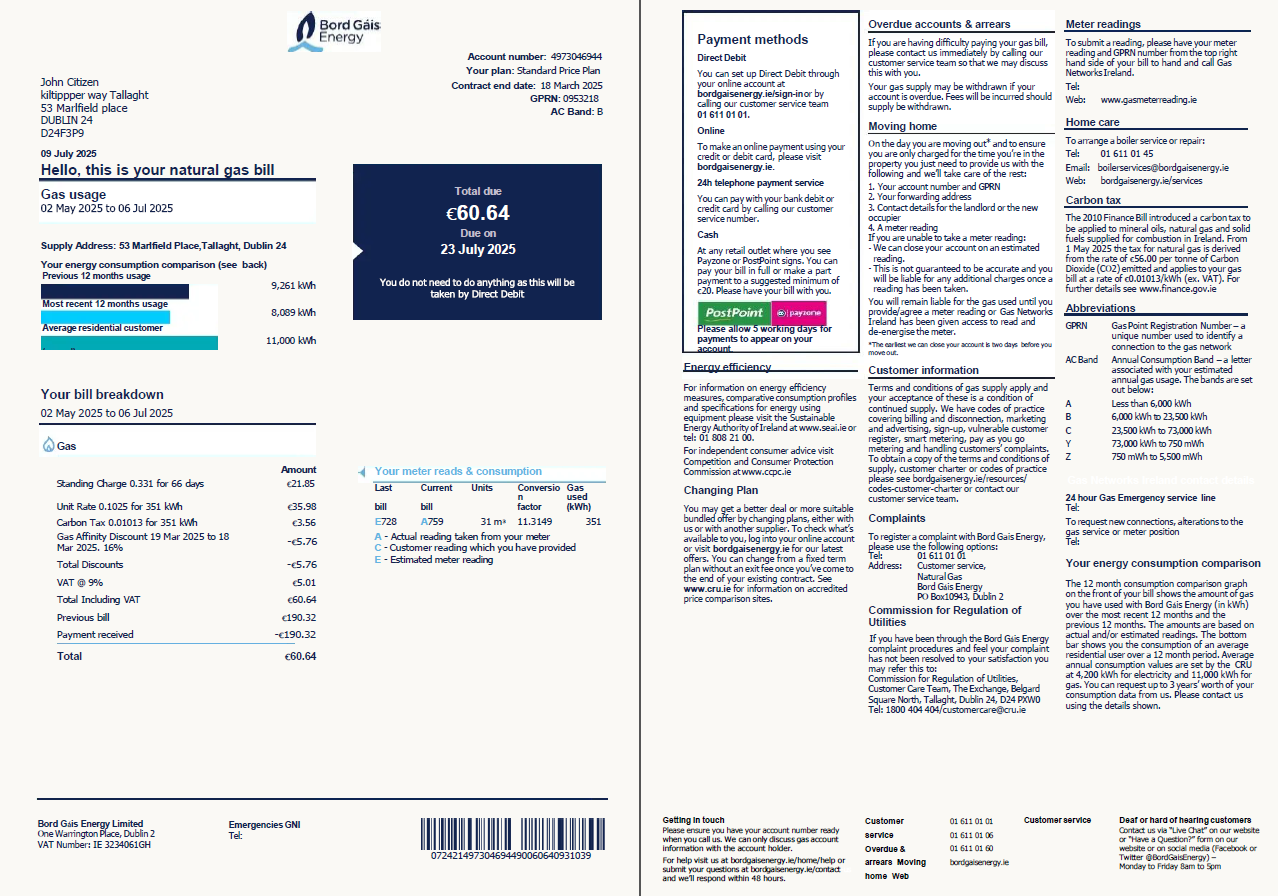 Bord Gáis
Energy
Account number: 4973046944
Your plan: Standard Price Plan
Contract end date: 18 March 2025
GPRN: 0953218
AC Band: B
John Citizen
kiltippper way Tallaght
53 Marlfield place
DUBLIN 24
D24F3P9
09 July 2025
Hello, this is your natural gas bill
Gas usage
02 May 2025 to 06 Jul 2025
Total due
€60.64
Due on
23 July 2025
You do not need to do anything as this will be
taken by Direct Debit
Supply Address: 53 Marlfield Place,Tallaght, Dublin 24
Your energy consumption comparison (see back)
Previous 12 months usage
9,261 kWh
Most recent 12 months usage
8,089 kWh
Average residential customer
11,000 kWh
Your bill breakdown
02 May 2025 to 06 Jul 2025
Gas
Amount
Standing Charge 0.331 for 66 days €21.85
Unit Rate 0.1025 for 351 kWh €35.98
Carbon Tax 0.01013 for 351 kWh €3.56
Gas Affinity Discount 19 Mar 2025 to 18
Mar 2025. 16% -€5.76
Total Discounts -€5.76
VAT @ 9% €5.01
Total Including VAT €60.64
Previous bill €190.32
Payment received -€190.32
Total €60.64
Your meter reads & consumption
Last Current Units Conversio Gas
n used
bill bill factor (kWh)
E728 A759 31 m³ 11.3149 351
A - Actual reading taken from your meter
C - Customer reading which you have provided
E - Estimated meter reading
Bord Gáis Energy Limited
One Warrington Place, Dublin 2
VAT Number: IE 3234061GH
Emergencies GNI
Tel:
07242149730469449006064093​1039
Payment methods
Direct Debit
You can set up Direct Debit through
your online account at
bordgaisenergy.ie/sign-in or by
calling our customer service team
01 611 01 01.
Online
To make an online payment using your
credit or debit card, please visit
bordgaisenergy.ie.
24h telephone payment service
You can pay with your bank debit or
credit card by calling our customer
service number.
Cash
At any retail outlet where you see
Payzone or PostPoint signs. You can
pay your bill in full or make a part
payment to a suggested minimum of
€20. Please have your bill with you.
PostPoint payzone
Please allow 5 working days for
payments to appear on your
account.
Energy efficiency
For information on energy efficiency
measures, comparative consumption profiles
and specifications for energy using
equipment please visit the Sustainable
Energy Authority of Ireland at www.seai.ie or
tel: 01 808 21 00.
For independent consumer advice visit
Competition and Consumer Protection
Commission at www.ccpc.ie
Changing Plan
You may get a better deal or more suitable
bundled offer by changing plans, either with
us or with another supplier. To check what's
available to you, log into your online account
or visit bordgaisenergy.ie for our latest
offers. You can change from a fixed term
plan without an exit fee once you've come to
the end of your existing contract. See
www.cru.ie for information on accredited
price comparison sites.
Overdue accounts & arrears
If you are having difficulty paying your gas bill,
please contact us immediately by calling our
customer service team so that we may discuss
this with you.
Your gas supply may be withdrawn if your
account is overdue. Fees will be incurred should
supply be withdrawn.
Moving home
On the day you are moving out* and to ensure
you are only charged for the time you're in the
property you just need to provide us with the
following and we'll take care of the rest:
1. Your account number and GPRN
2. Your forwarding address
3. Contact details for the landlord or the new
occupier
4. A meter reading
If you are unable to take a meter reading:
- We can close your account on an estimated
reading.
- This is not guaranteed to be accurate and you
will be liable for any additional charges once a
reading has been taken.
You will remain liable for the gas used until you
provide/agree a meter reading or Gas Networks
Ireland has been given access to read and
de-energise the meter.
*The earliest we can close your account is two days before you
move out.
Customer information
Terms and conditions of gas supply apply and
your acceptance of these is a condition of
continued supply. We have codes of practice
covering billing and disconnection, marketing
and advertising, sign-up, vulnerable customer
register, smart metering, pay as you go
metering and handling customers' complaints.
To obtain a copy of the terms and conditions of
supply, customer charter or codes of practice
please see bordgaisenergy.ie/resources/
codes-customer-charter or contact our
customer service team.
Complaints
To register a complaint with Bord Gáis Energy,
please use the following options:
Tel: 01 611 01 01
Address: Customer service,
Natural Gas
Bord Gáis Energy
PO Box10943, Dublin 2
Commission for Regulation of
Utilities
If you have been through the Bord Gáis Energy
complaint procedures and feel your complaint
has not been resolved to your satisfaction you
may refer this to:
Commission for Regulation of Utilities,
Customer Care Team, The Exchange, Belgard
Square North, Tallaght, Dublin 24, D24 PXW0
Tel: 1800 404 404/customercare@cru.ie
Meter readings
To submit a reading, please have your meter
reading and GPRN number from the top right
hand side of your bill to hand and call Gas
Networks Ireland.
Tel:
Web: www.gasmeterreading.ie
Home care
To arrange a boiler service or repair:
Tel: 01 611 01 45
Email: boilerservices@bordgaisenergy.ie
Web: bordgaisenergy.ie/services
Carbon tax
The 2010 Finance Bill introduced a carbon tax to
be applied to mineral oils, natural gas and solid
fuels supplied for combustion in Ireland. From
1 May 2025 the tax for natural gas is derived
from the rate of €56.00 per tonne of Carbon
Dioxide (CO2) emitted and applies to your gas
bill at a rate of €0.01013/kWh (ex. VAT). For
further details see www.finance.gov.ie
Abbreviations
GPRN Gas Point Registration Number – a
unique number used to identify a
connection to the gas network
AC Band Annual Consumption Band – a letter
associated with your estimated
annual gas usage. The bands are set
out below:
A Less than 6,000 kWh
B 6,000 kWh to 23,500 kWh
C 23,500 kWh to 73,000 kWh
Y 73,000 kWh to 750 mWh
Z 750 mWh to 5,500 mWh
24 hour Gas Emergency service line
Tel:
To request new connections, alterations to the
gas service or meter position
Tel:
Your energy consumption comparison
The 12 month consumption comparison graph
on the front of your bill shows the amount of gas
you have used with Bord Gáis Energy (in kWh)
over the most recent 12 months and the
previous 12 months. The amounts are based on
actual and/or estimated readings. The bottom
bar shows you the consumption of an average
residential user over a 12 month period. Average
annual consumption values are set by the CRU
at 4,200 kWh for electricity and 11,000 kWh for
gas. You can request up to 3 years' worth of your
consumption data from us. Please contact us
using the details shown.
Getting in touch
Please ensure you have your account number ready
when you call us. We can only discuss gas account
information with the account holder.
For help visit us at bordgaisenergy.ie/home/help or
submit your questions at bordgaisenergy.ie/contact
and we'll respond within 48 hours.
Customer 01 611 01 01
service 01 611 01 06
Overdue & 01 611 01 60
arrears Moving bordgaisenergy.ie
home Web
Customer service
Deaf or hard of hearing customers
Contact us via "Live Chat" on our website
or "Have a Question?" form on our
website or on social media (Facebook or
Twitter @BordGaisEnergy) –
Monday to Friday 8am to 5pm